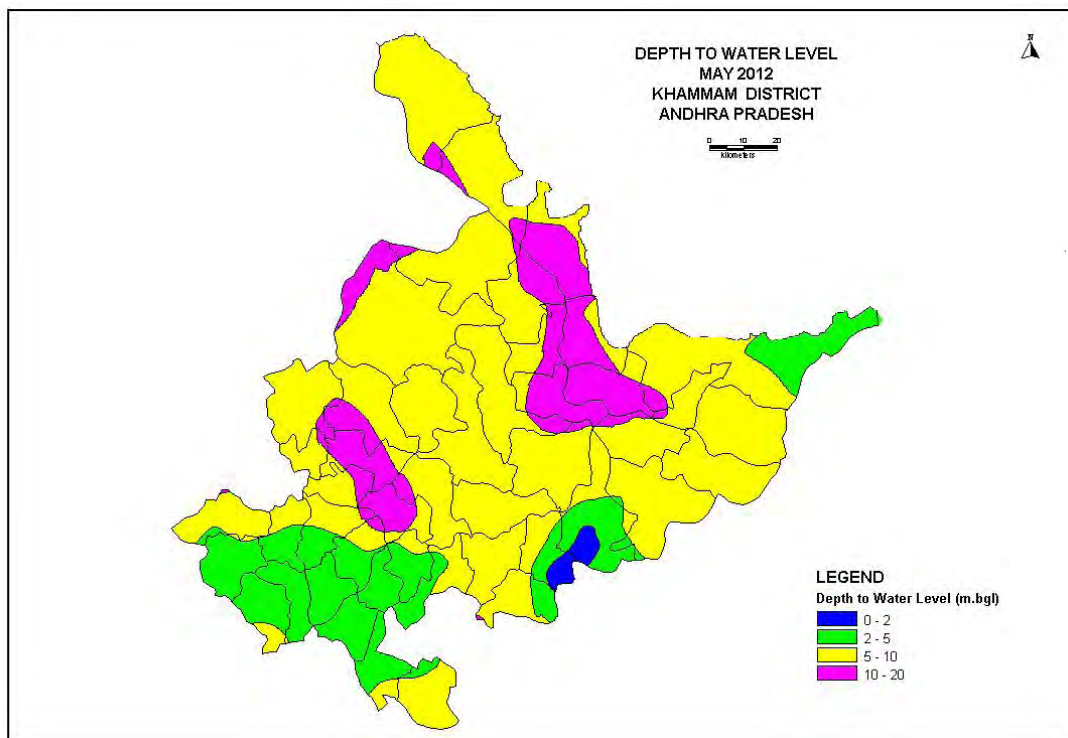 DEPTH TO WATER LEVEL
MAY 2012
KHAMMAM DISTRICT
ANDHRA PRADESH
N
0 10 20
kilometers
LEGEND
Depth to Water Level (m.bgl)
0 - 2
2 - 5
5 - 10
10 - 20